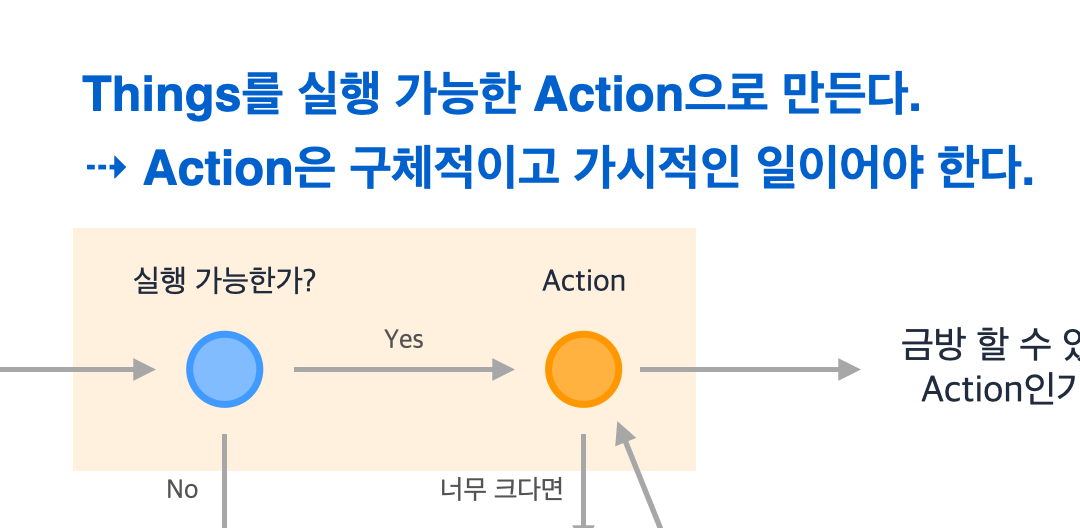 Things를 실행 가능한 Action으로 만든다.
⇢ Action은 구체적이고 가시적인 일이어야 한다.
실행 가능한가?
Action
Yes
금방 할 수
Action인가
No
너무 크다면